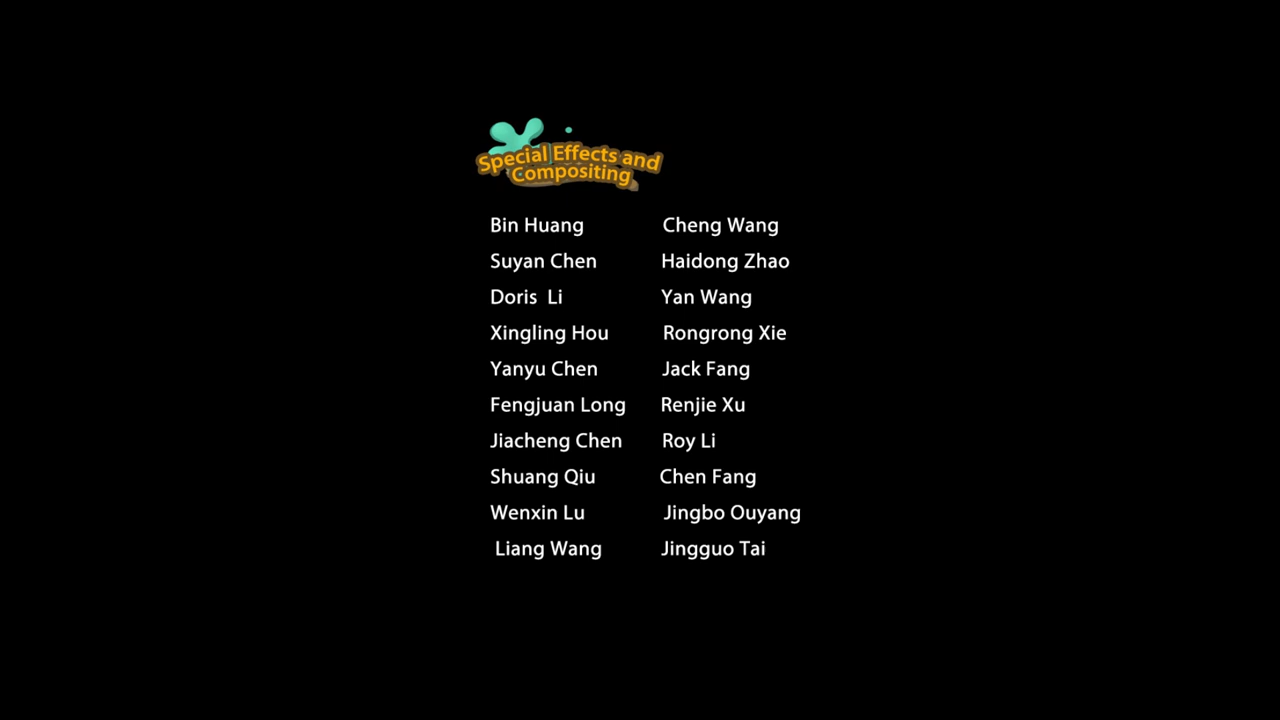 Special Effects and
Compositing
Bin Huang Cheng Wang
Suyan Chen Haidong Zhao
Doris Li Yan Wang
Xingling Hou Rongrong Xie
Yanyu Chen Jack Fang
Fengjuan Long Renjie Xu
Jiacheng Chen Roy Li
Shuang Qiu Chen Fang
Wenxin Lu Jingbo Ouyang
Liang Wang Jingguo Tai